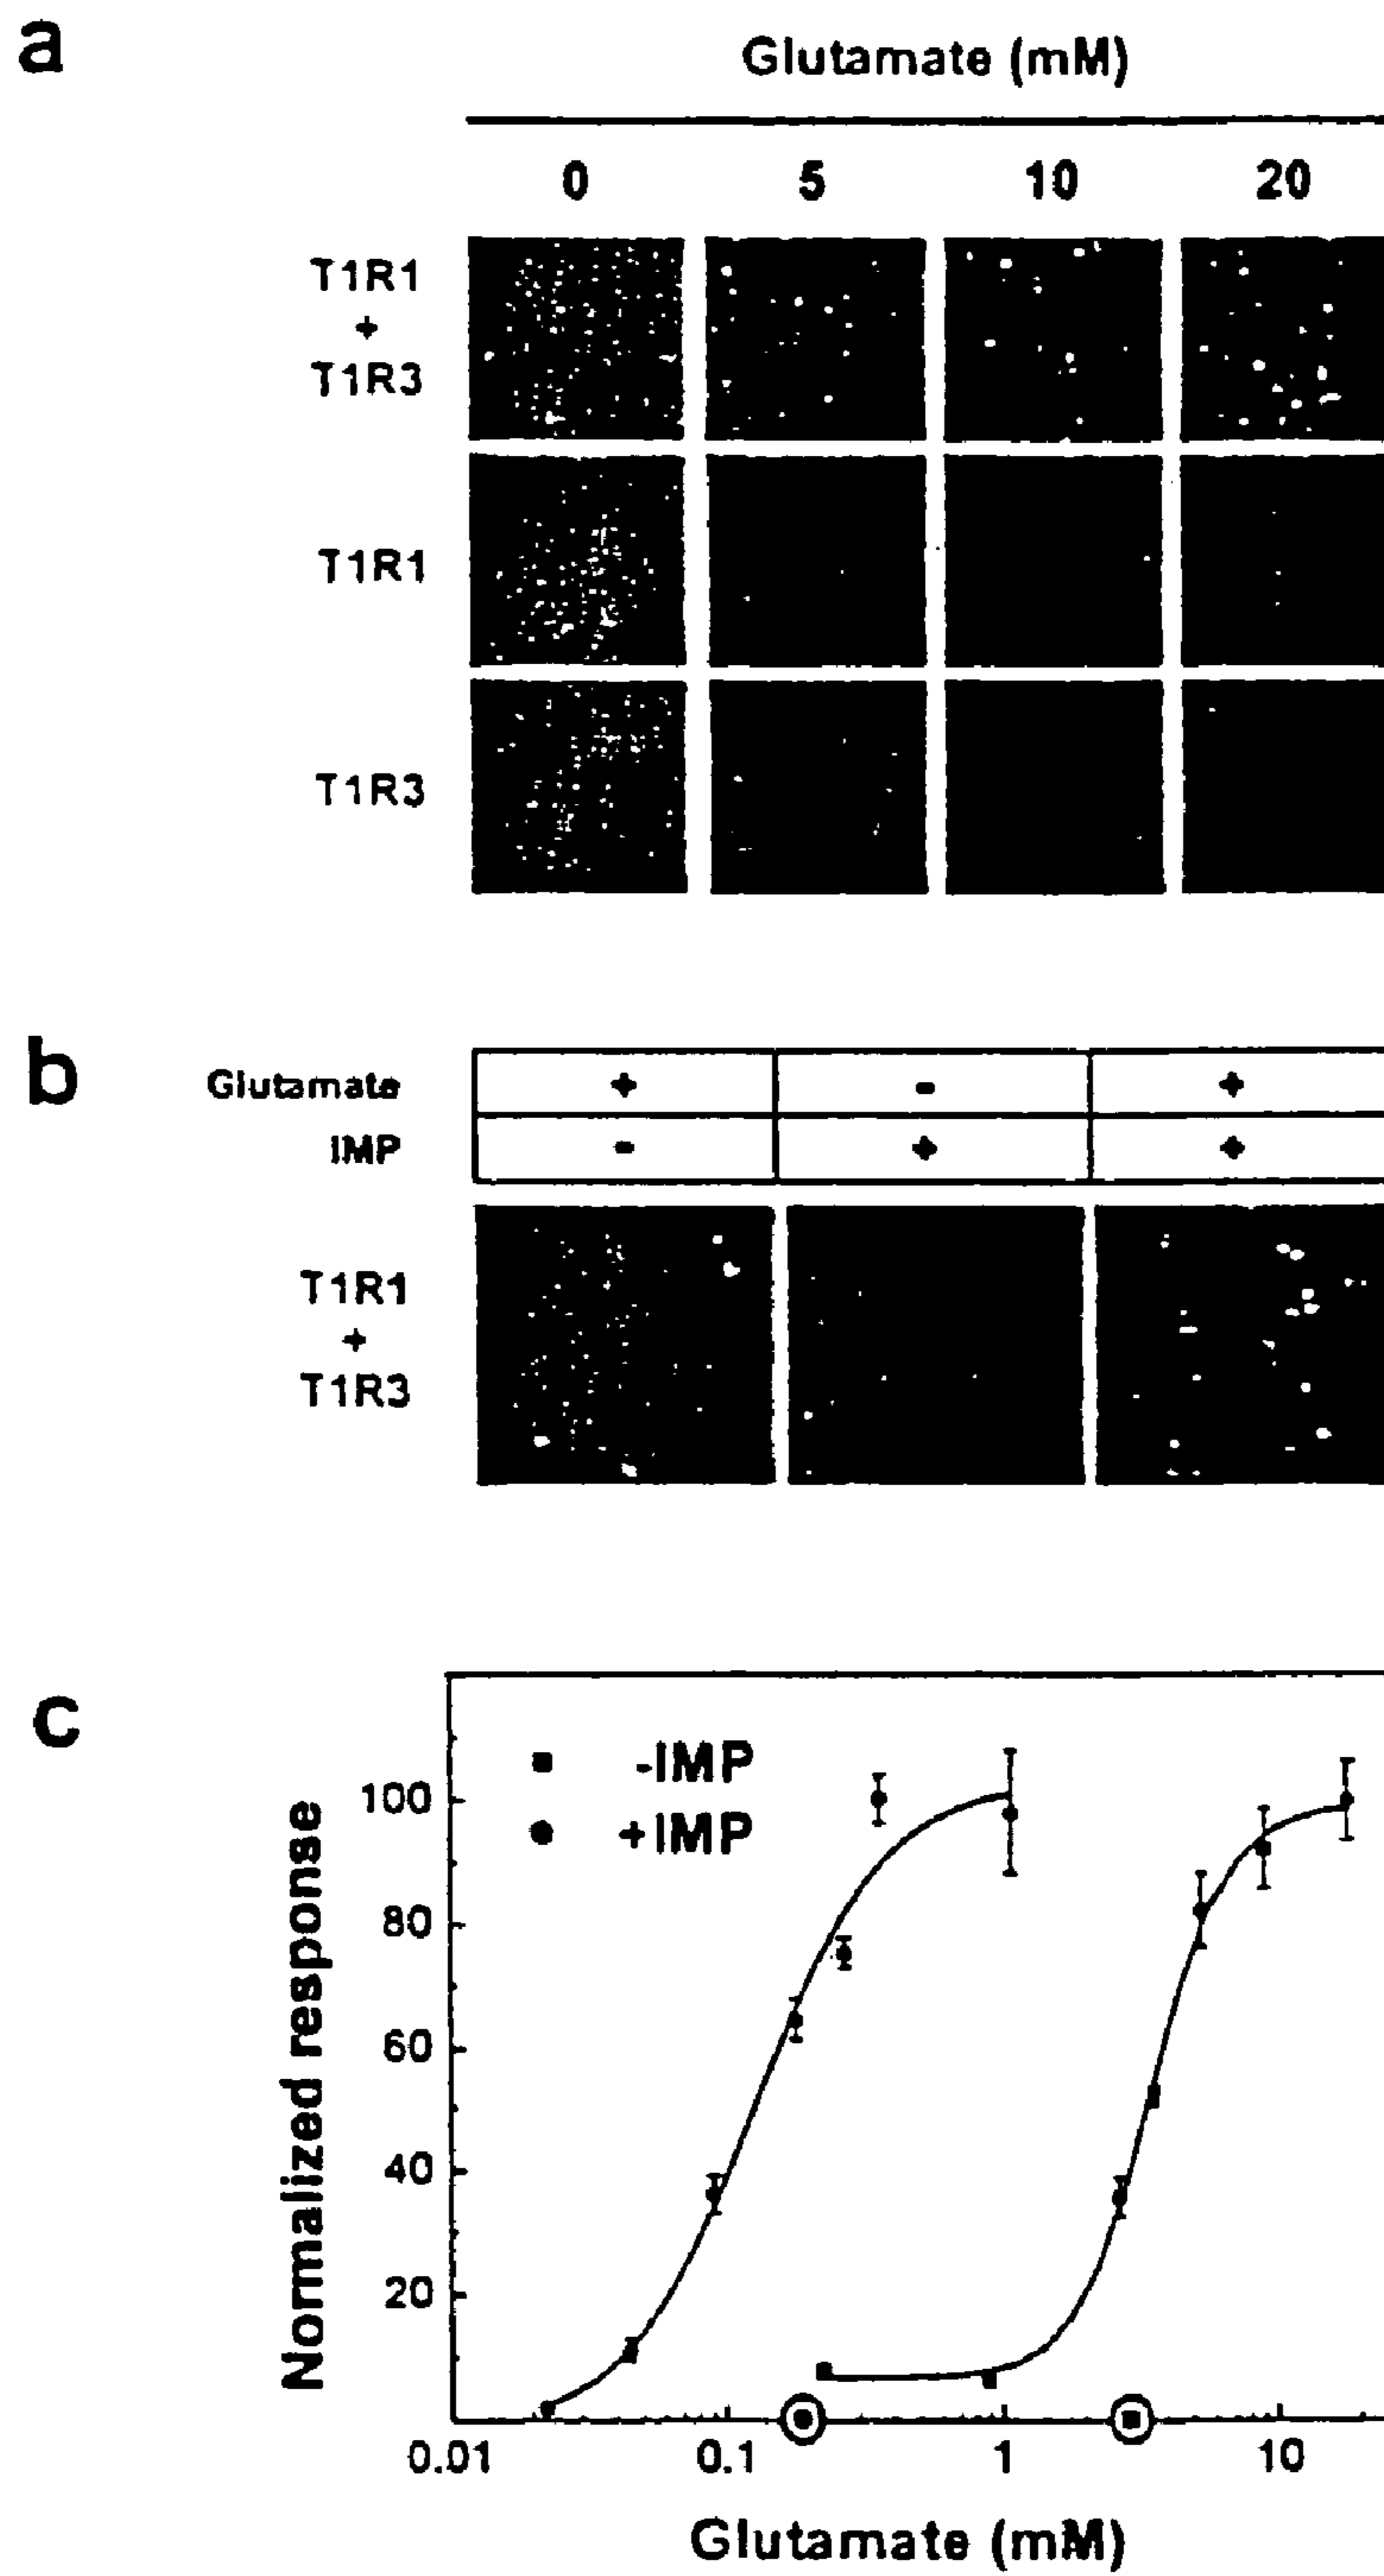 a
Glutamate (mM)
0 5 10 20
T1R1
+
T1R3
T1R1
T1R3
b
Glutamate + - +
IMP - + +
T1R1
+
T1R3
c
-IMP
+IMP
Normalized response
100
80
60
40
20
0.01 0.1 1 10
Glutamate (mM)